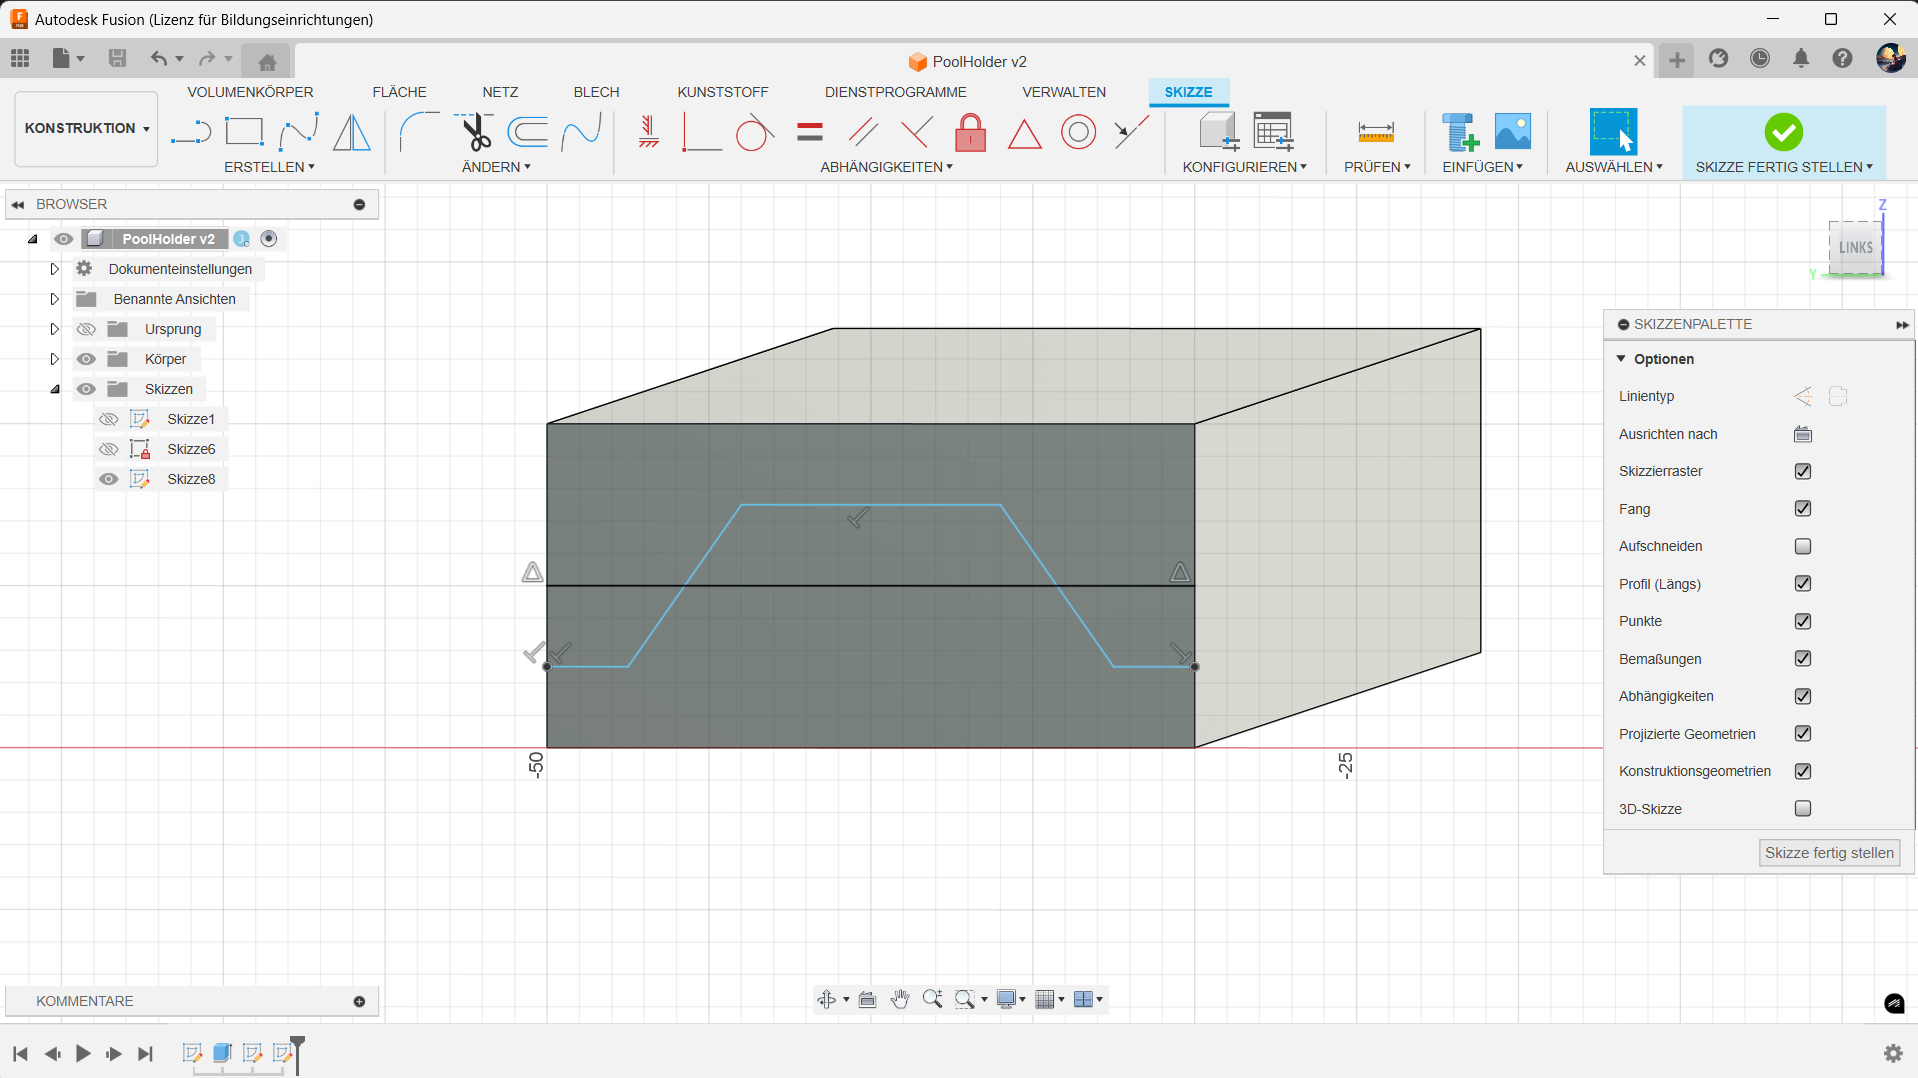 Autodesk Fusion (Lizenz für Bildungseinrichtungen)
PoolHolder v2
VOLUMENKÖRPER FLÄCHE NETZ BLECH KUNSTSTOFF DIENSTPROGRAMME VERWALTEN SKIZZE
KONSTRUKTION
ERSTELLEN ÄNDERN ABHÄNGIGKEITEN KONFIGURIEREN PRÜFEN EINFÜGEN AUSWÄHLEN SKIZZE FERTIG STELLEN
BROWSER
PoolHolder v2
Dokumenteinstellungen
Benannte Ansichten
Ursprung
Körper
Skizzen
Skizze1
Skizze6
Skizze8
Z
LINKS
Y
SKIZZENPALETTE
Optionen
Linientyp
Ausrichten nach
Skizzierraster
Fang
Aufschneiden
Profil (Längs)
Punkte
Bemaßungen
Abhängigkeiten
Projizierte Geometrien
Konstruktionsgeometrien
3D-Skizze
Skizze fertig stellen
-50
-25
KOMMENTARE